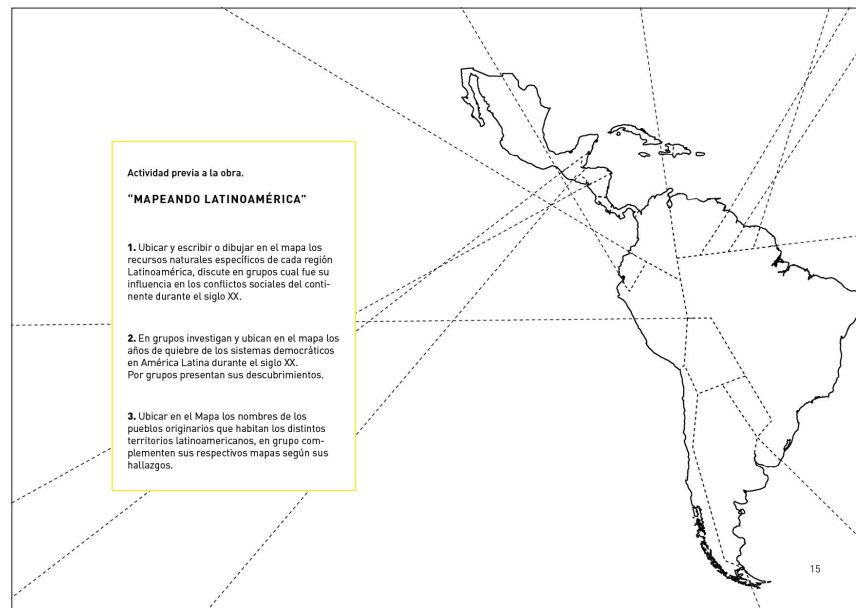 Actividad previa a la obra.
"MAPEANDO LATINOAMÉRICA"
1. Ubicar y escribir o dibujar en el mapa los
recursos naturales específicos de cada región
Latinoamérica, discute en grupos cual fue su
influencia en los conflictos sociales del conti-
nente durante el siglo XX.
2. En grupos investigan y ubican en el mapa los
años de quiebre de los sistemas democráticos
en América Latina durante el siglo XX.
Por grupos presentan sus descubrimientos.
3. Ubicar en el Mapa los nombres de los
pueblos originarios que habitan los distintos
territorios latinoamericanos, en grupo com-
plementen sus respectivos mapas según sus
hallazgos.
15